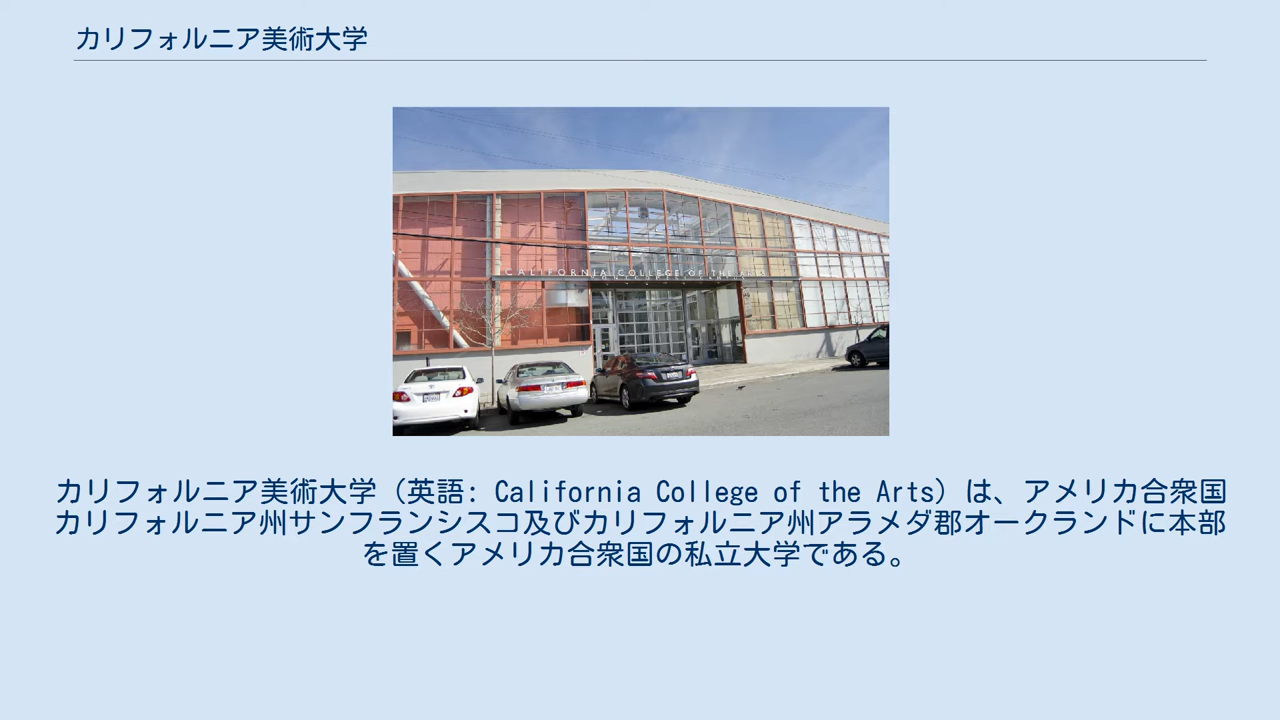 カリフォルニア美術大学
CALIFORNIA COLLEGE OF THE ARTS
カリフォルニア美術大学（英語: California College of the Arts）は、アメリカ合衆国
カリフォルニア州サンフランシスコ及びカリフォルニア州アラメダ郡オークランドに本部
を置くアメリカ合衆国の私立大学である。